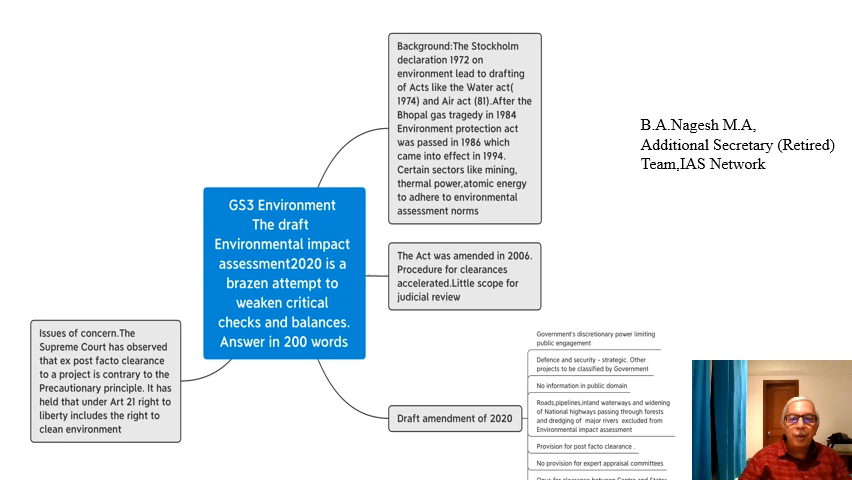 Background:The Stockholm
declaration 1972 on
environment lead to drafting
of Acts like the Water act(
1974) and Air act (81).After the
Bhopal gas tragedy in 1984
Environment protection act
was passed in 1986 which
came into effect in 1994.
Certain sectors like mining,
thermal power,atomic energy
to adhere to environmental
assessment norms
B.A.Nagesh M.A,
Additional Secretary (Retired)
Team,IAS Network
GS3 Environment
The draft
Environmental impact
assessment2020 is a
brazen attempt to
weaken critical
checks and balances.
Answer in 200 words
The Act was amended in 2006.
Procedure for clearances
accelerated.Little scope for
judicial review
Issues of concern.The
Supreme Court has observed
that ex post facto clearance
to a project is contrary to the
Precautionary principle. It has
held that under Art 21 right to
liberty includes the right to
clean environment
Draft amendment of 2020
Government's discretionary power limiting
public engagement
Defence and security - strategic. Other
projects to be classified by Government
No information in public domain
Roads,pipelines,inland waterways and widening
of National highways passing through forests
and dredging of major rivers excluded from
Environmental impact assessment
Provision for post facto clearance .
No provision for expert appraisal committees
Onus for clearance between Centre and States